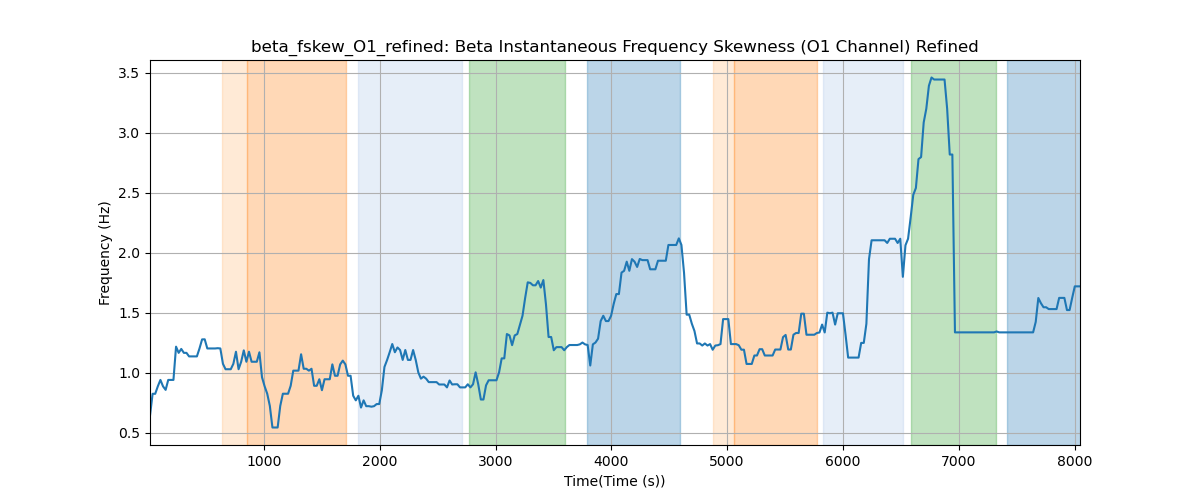 beta_fskew_O1_refined: Beta Instantaneous Frequency Skewness (O1 Channel) Refined
3.5
3.0
2.5
2.0
1.5
1.0
0.5
Frequency (Hz)
1000 2000 3000 4000 5000 6000 7000 8000
Time(Time (s))